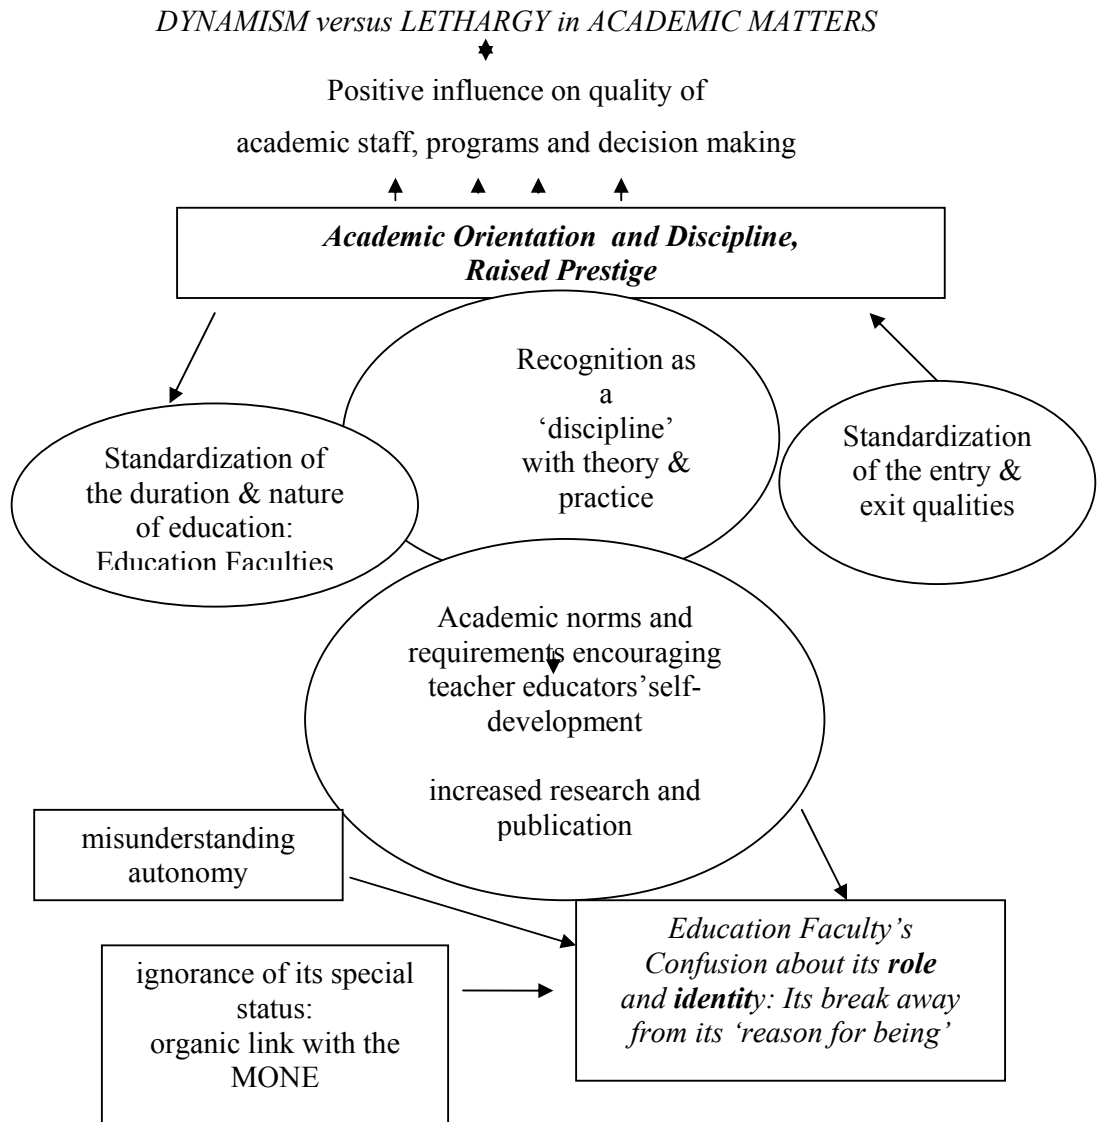 DYNAMISM versus LETHARGY in ACADEMIC MATTERS
Positive influence on quality of
academic staff, programs and decision making
Academic Orientation and Discipline,
Raised Prestige
Recognition as
a
‘discipline’
with theory &
practice
Standardization of
the duration & nature
of education:
Education Faculties
Standardization
of the entry &
exit qualities
Academic norms and
requirements encouraging
teacher educators’self-
development
increased research and
publication
misunderstanding
autonomy
ignorance of its special
status:
organic link with the
MONE
Education Faculty’s
Confusion about its role
and identity: Its break away
from its ‘reason for being’